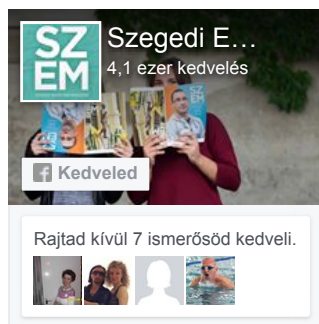 SZ
EM
Szegedi E…
4,1 ezer kedvelés
Kedveled
Rajtad kívül 7 ismerősöd kedveli.